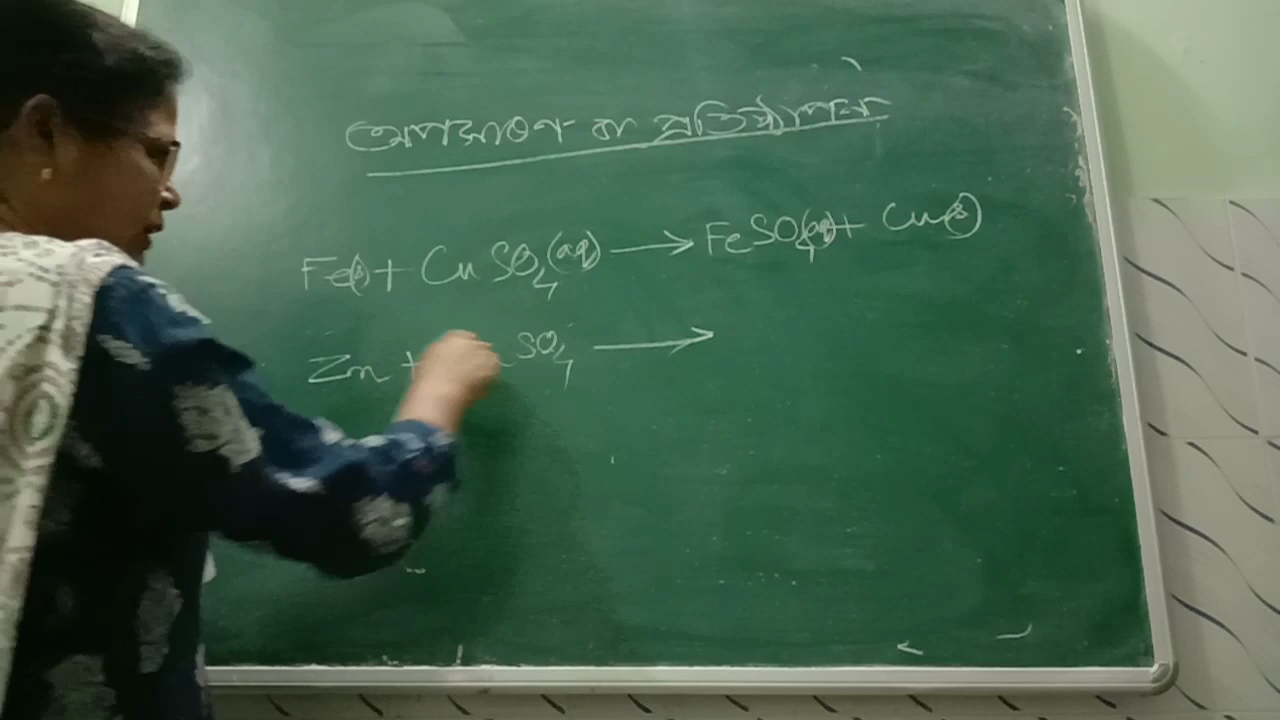 অপসারণ বা প্রতিস্থাপন
Fe(s) + CuSO₄(aq) ⟶ FeSO₄(aq) + Cu(s)
Zn + SO₄ ⟶